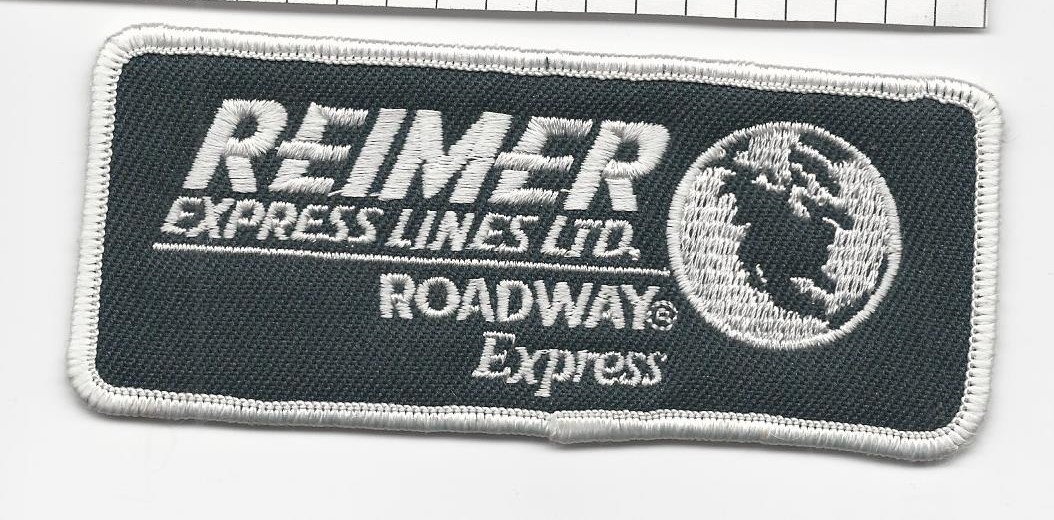 REIMER
EXPRESS LINES LTD.
ROADWAY®
Express